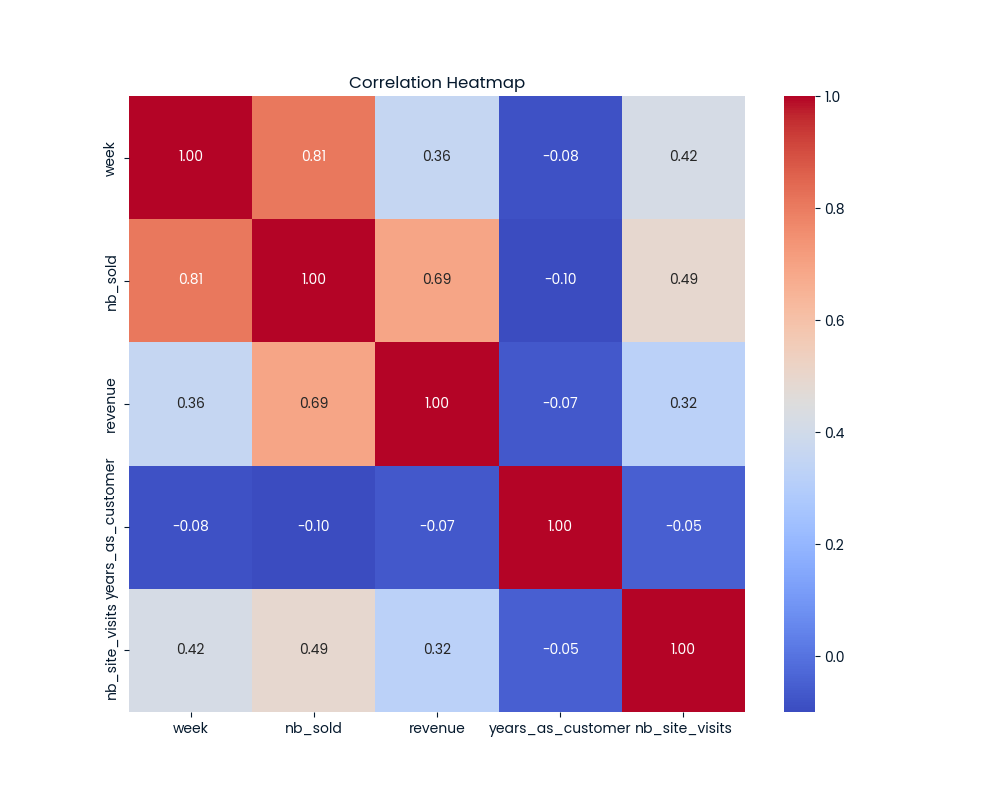 Correlation Heatmap
week 1.00 0.81 0.36 −0.08 0.42
nb_sold 0.81 1.00 0.69 −0.10 0.49
revenue 0.36 0.69 1.00 −0.07 0.32
years_as_customer −0.08 −0.10 −0.07 1.00 −0.05
nb_site_visits 0.42 0.49 0.32 −0.05 1.00
week nb_sold revenue years_as_customer nb_site_visits
1.0
0.8
0.6
0.4
0.2
0.0